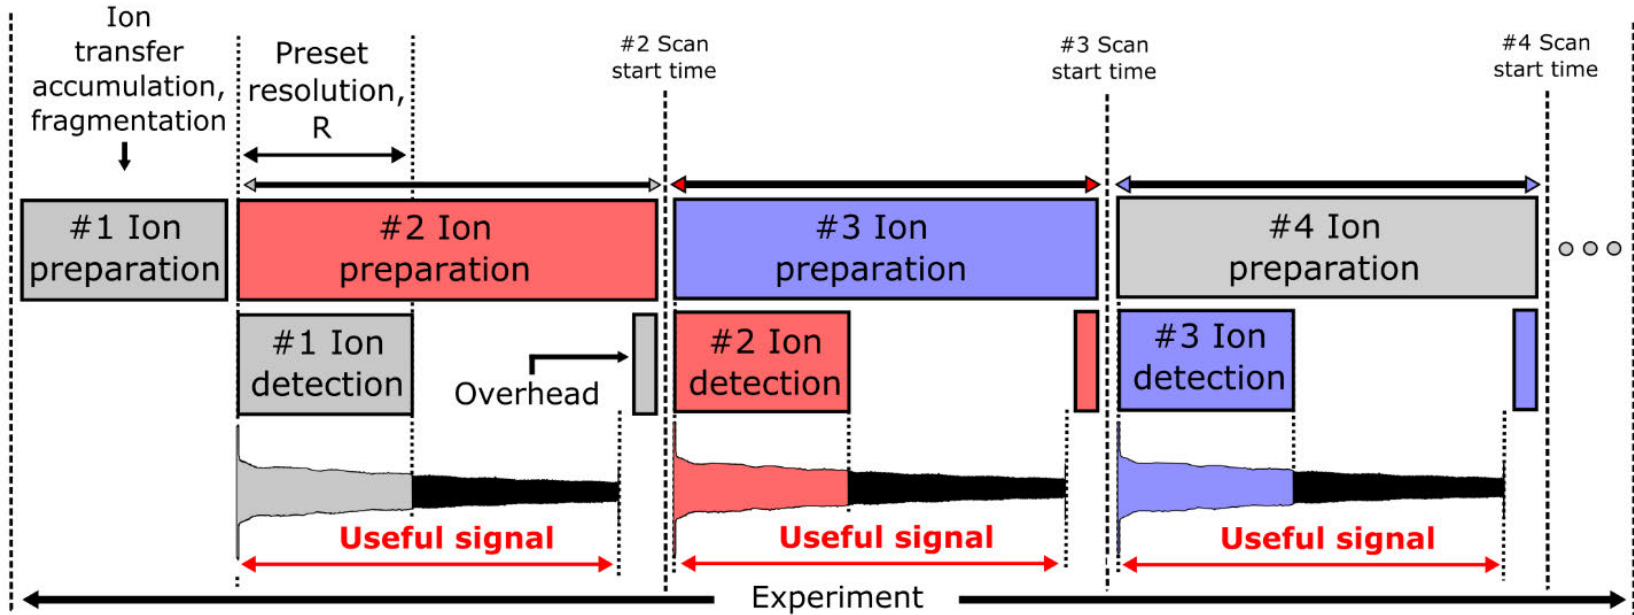 Ion
transfer
accumulation,
fragmentation
Preset
resolution,
R
#2 Scan
start time
#3 Scan
start time
#4 Scan
start time
#1 Ion
preparation
#2 Ion
preparation
#3 Ion
preparation
#4 Ion
preparation
#1 Ion
detection
Overhead
#2 Ion
detection
#3 Ion
detection
Useful signal
Useful signal
Useful signal
Experiment